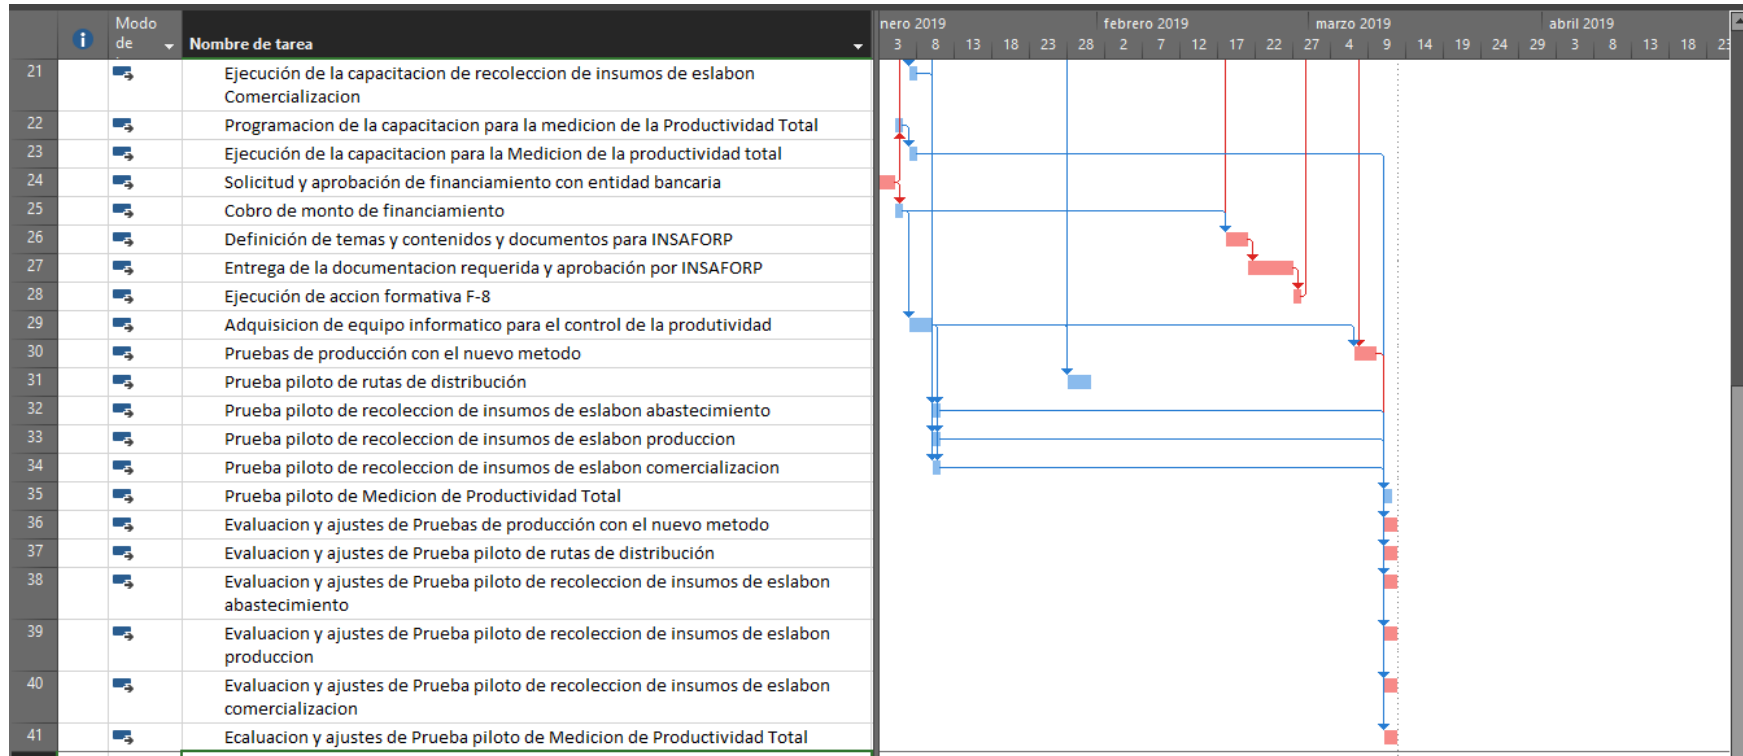 Modo
de
Nombre de tarea
nero 2019 febrero 2019 marzo 2019 abril 2019
3 8 13 18 23 28 2 7 12 17 22 27 4 9 14 19 24 29 3 8 13 18 23
21 Ejecución de la capacitacion de recoleccion de insumos de eslabon
Comercializacion
22 Programacion de la capacitacion para la medicion de la Productividad Total
23 Ejecución de la capacitacion para la Medicion de la productividad total
24 Solicitud y aprobación de financiamiento con entidad bancaria
25 Cobro de monto de financiamiento
26 Definición de temas y contenidos y documentos para INSAFORP
27 Entrega de la documentacion requerida y aprobación por INSAFORP
28 Ejecución de accion formativa F-8
29 Adquisicion de equipo informatico para el control de la produtividad
30 Pruebas de producción con el nuevo metodo
31 Prueba piloto de rutas de distribución
32 Prueba piloto de recoleccion de insumos de eslabon abastecimiento
33 Prueba piloto de recoleccion de insumos de eslabon produccion
34 Prueba piloto de recoleccion de insumos de eslabon comercializacion
35 Prueba piloto de Medicion de Productividad Total
36 Evaluacion y ajustes de Pruebas de producción con el nuevo metodo
37 Evaluacion y ajustes de Prueba piloto de rutas de distribución
38 Evaluacion y ajustes de Prueba piloto de recoleccion de insumos de eslabon
abastecimiento
39 Evaluacion y ajustes de Prueba piloto de recoleccion de insumos de eslabon
produccion
40 Evaluacion y ajustes de Prueba piloto de recoleccion de insumos de eslabon
comercializacion
41 Ecaluacion y ajustes de Prueba piloto de Medicion de Productividad Total